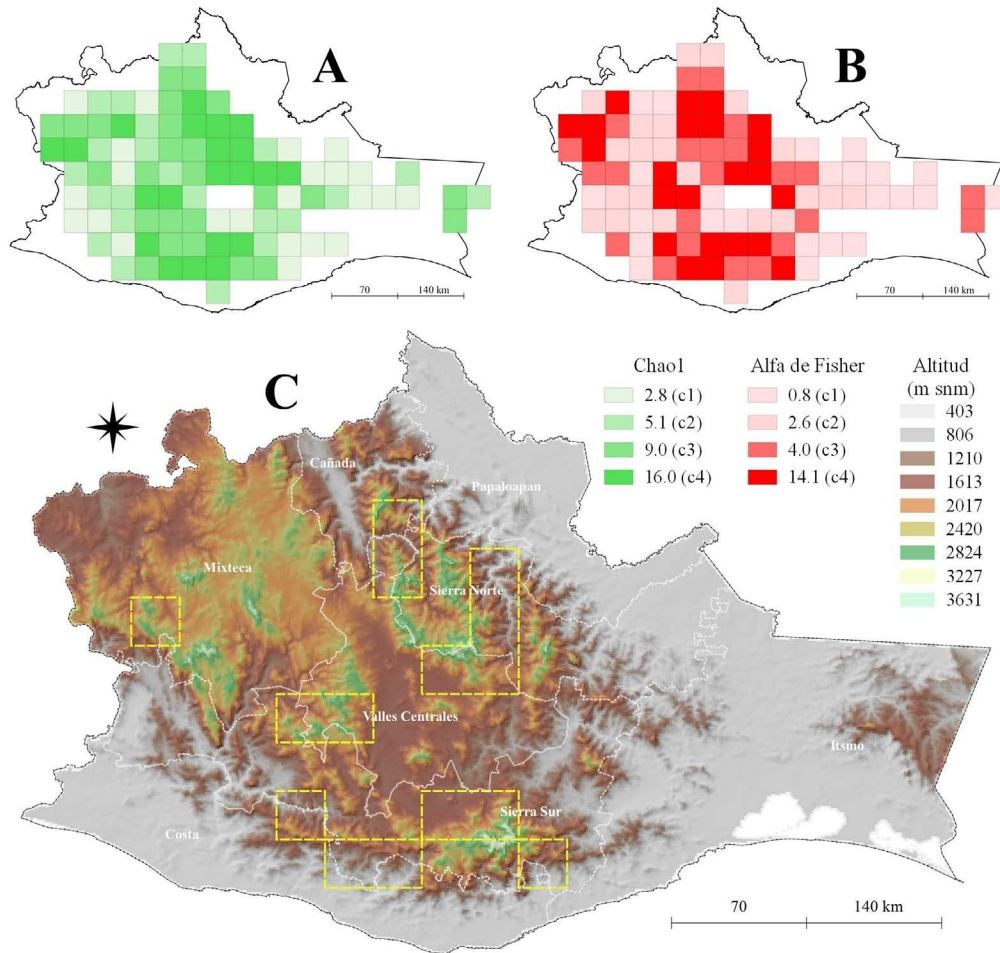 A
B
70
140 km
70
140 km
C
Chao1
2.8 (c1)
5.1 (c2)
9.0 (c3)
16.0 (c4)
Alfa de Fisher
0.8 (c1)
2.6 (c2)
4.0 (c3)
14.1 (c4)
Altitud
(m snm)
403
806
1210
1613
2017
2420
2824
3227
3631
Cañada
Papaloapan
Mixteca
Sierra Norte
Valles Centrales
Itsmo
Sierra Sur
Costa
70
140 km